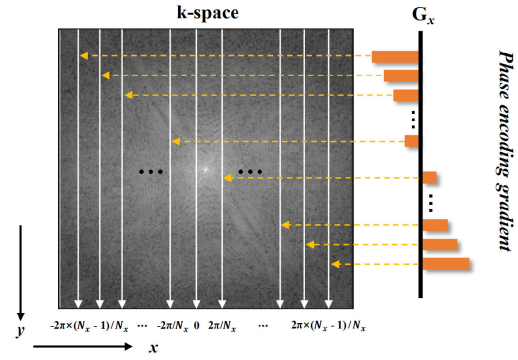 k-space
Gₓ
Phase encoding gradient
-2π×(Nₓ - 1)/Nₓ ... -2π/Nₓ 0 2π/Nₓ ... 2π×(Nₓ - 1)/Nₓ
y
x